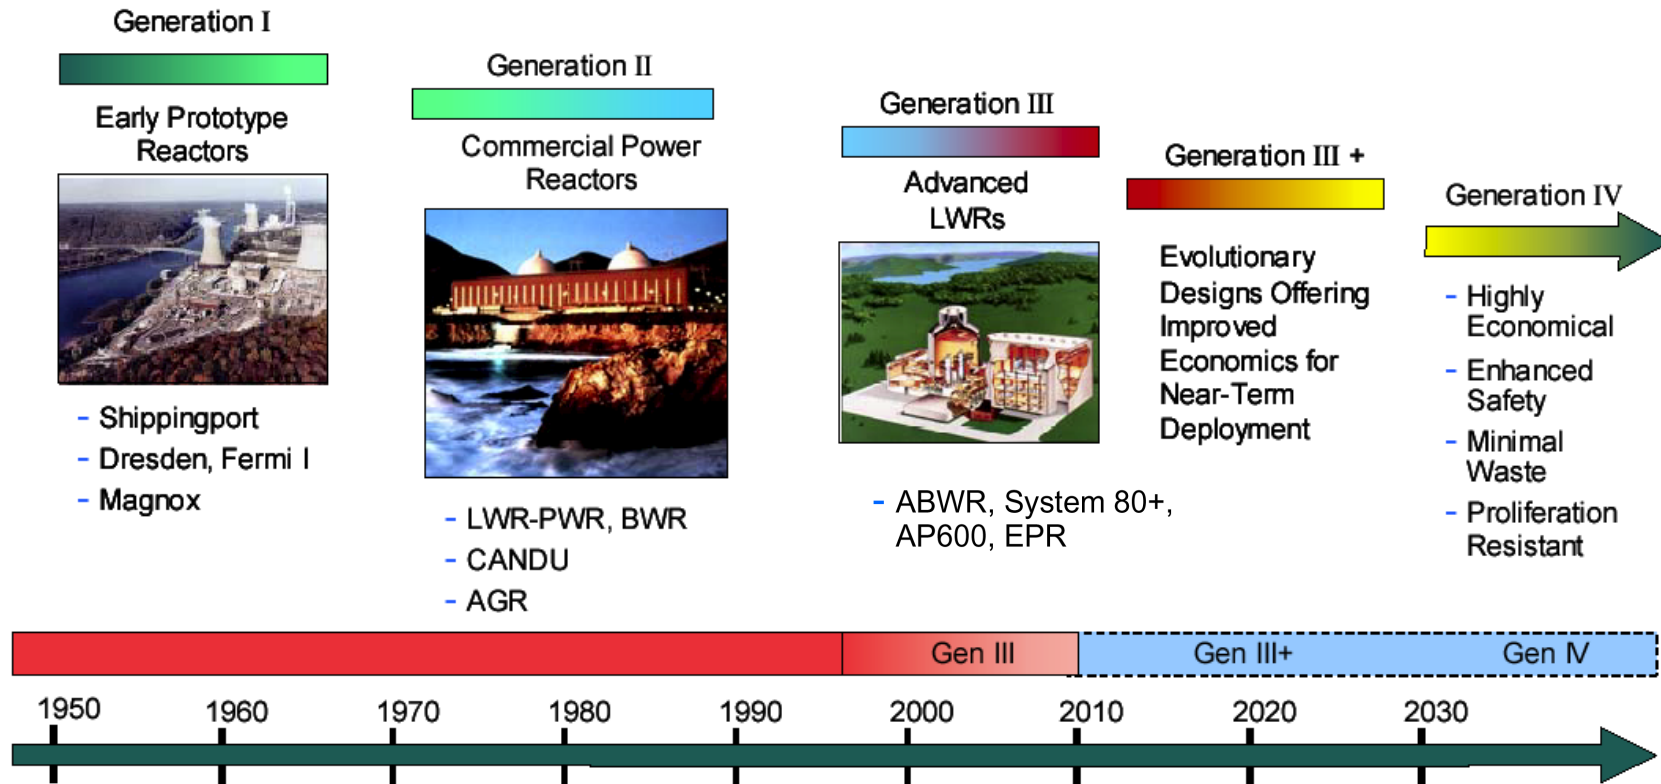 Generation I
Early Prototype
Reactors
- Shippingport
- Dresden, Fermi I
- Magnox
Generation II
Commercial Power
Reactors
- LWR-PWR, BWR
- CANDU
- AGR
Generation III
Advanced
LWRs
- ABWR, System 80+,
AP600, EPR
Generation III +
Evolutionary
Designs Offering
Improved
Economics for
Near-Term
Deployment
Generation IV
- Highly
Economical
- Enhanced
Safety
- Minimal
Waste
- Proliferation
Resistant
Gen III
Gen III+
Gen IV
1950
1960
1970
1980
1990
2000
2010
2020
2030